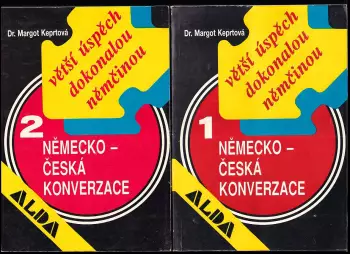 Dr. Margot Keprtová
větší úspěch
dokonalou
němčinou
2
NĚMECKO –
ČESKÁ
KONVERZACE
ALDA
Dr. Margot Keprtová
větší úspěch
dokonalou
němčinou
1
NĚMECKO –
ČESKÁ
KONVERZACE
ALDA